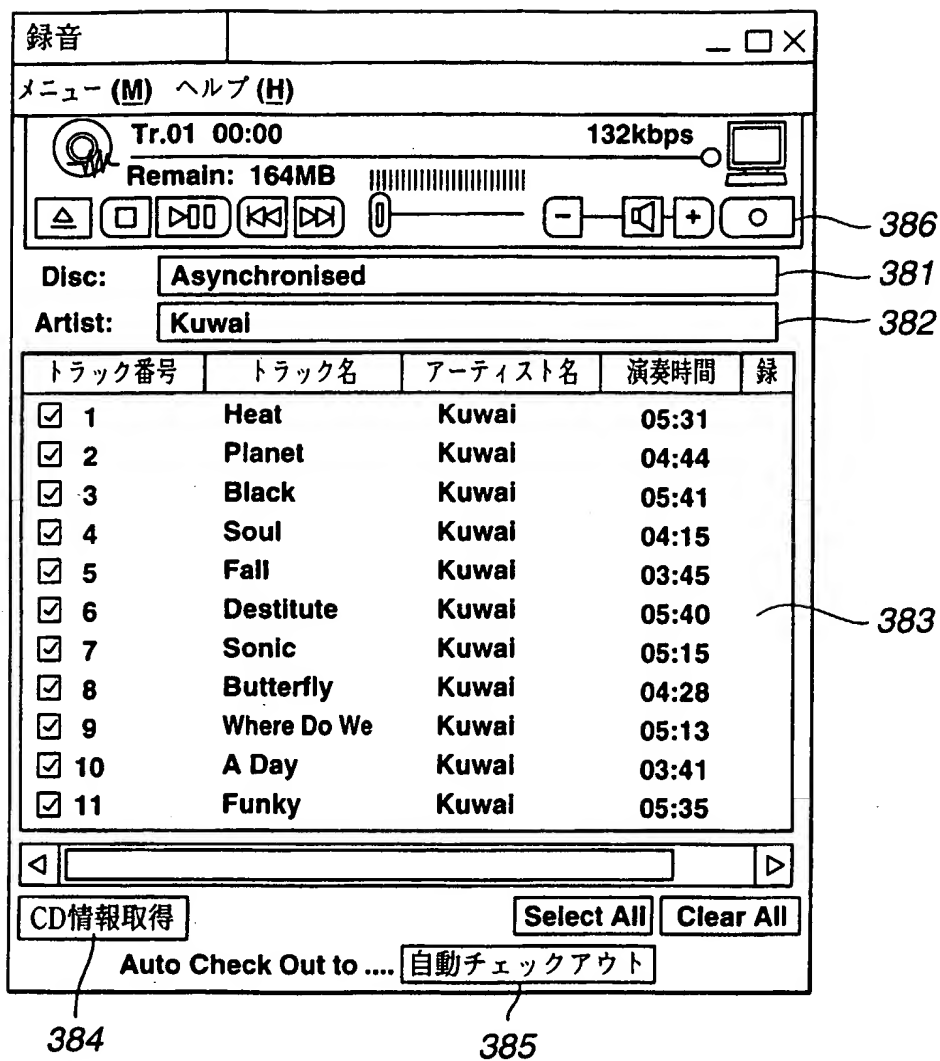 録音
メニュー (M) ヘルプ (H)
Tr.01 00:00 132kbps
Remain: 164MB
386
Disc: Asynchronised 381
Artist: Kuwai 382
トラック番号 トラック名 アーティスト名 演奏時間 録
1 Heat Kuwai 05:31
2 Planet Kuwai 04:44
3 Black Kuwai 05:41
4 Soul Kuwai 04:15
5 Fall Kuwai 03:45
6 Destitute Kuwai 05:40 383
7 Sonic Kuwai 05:15
8 Butterfly Kuwai 04:28
9 Where Do We Kuwai 05:13
10 A Day Kuwai 03:41
11 Funky Kuwai 05:35
CD情報取得 Select All Clear All
Auto Check Out to .... 自動チェックアウト
384 385